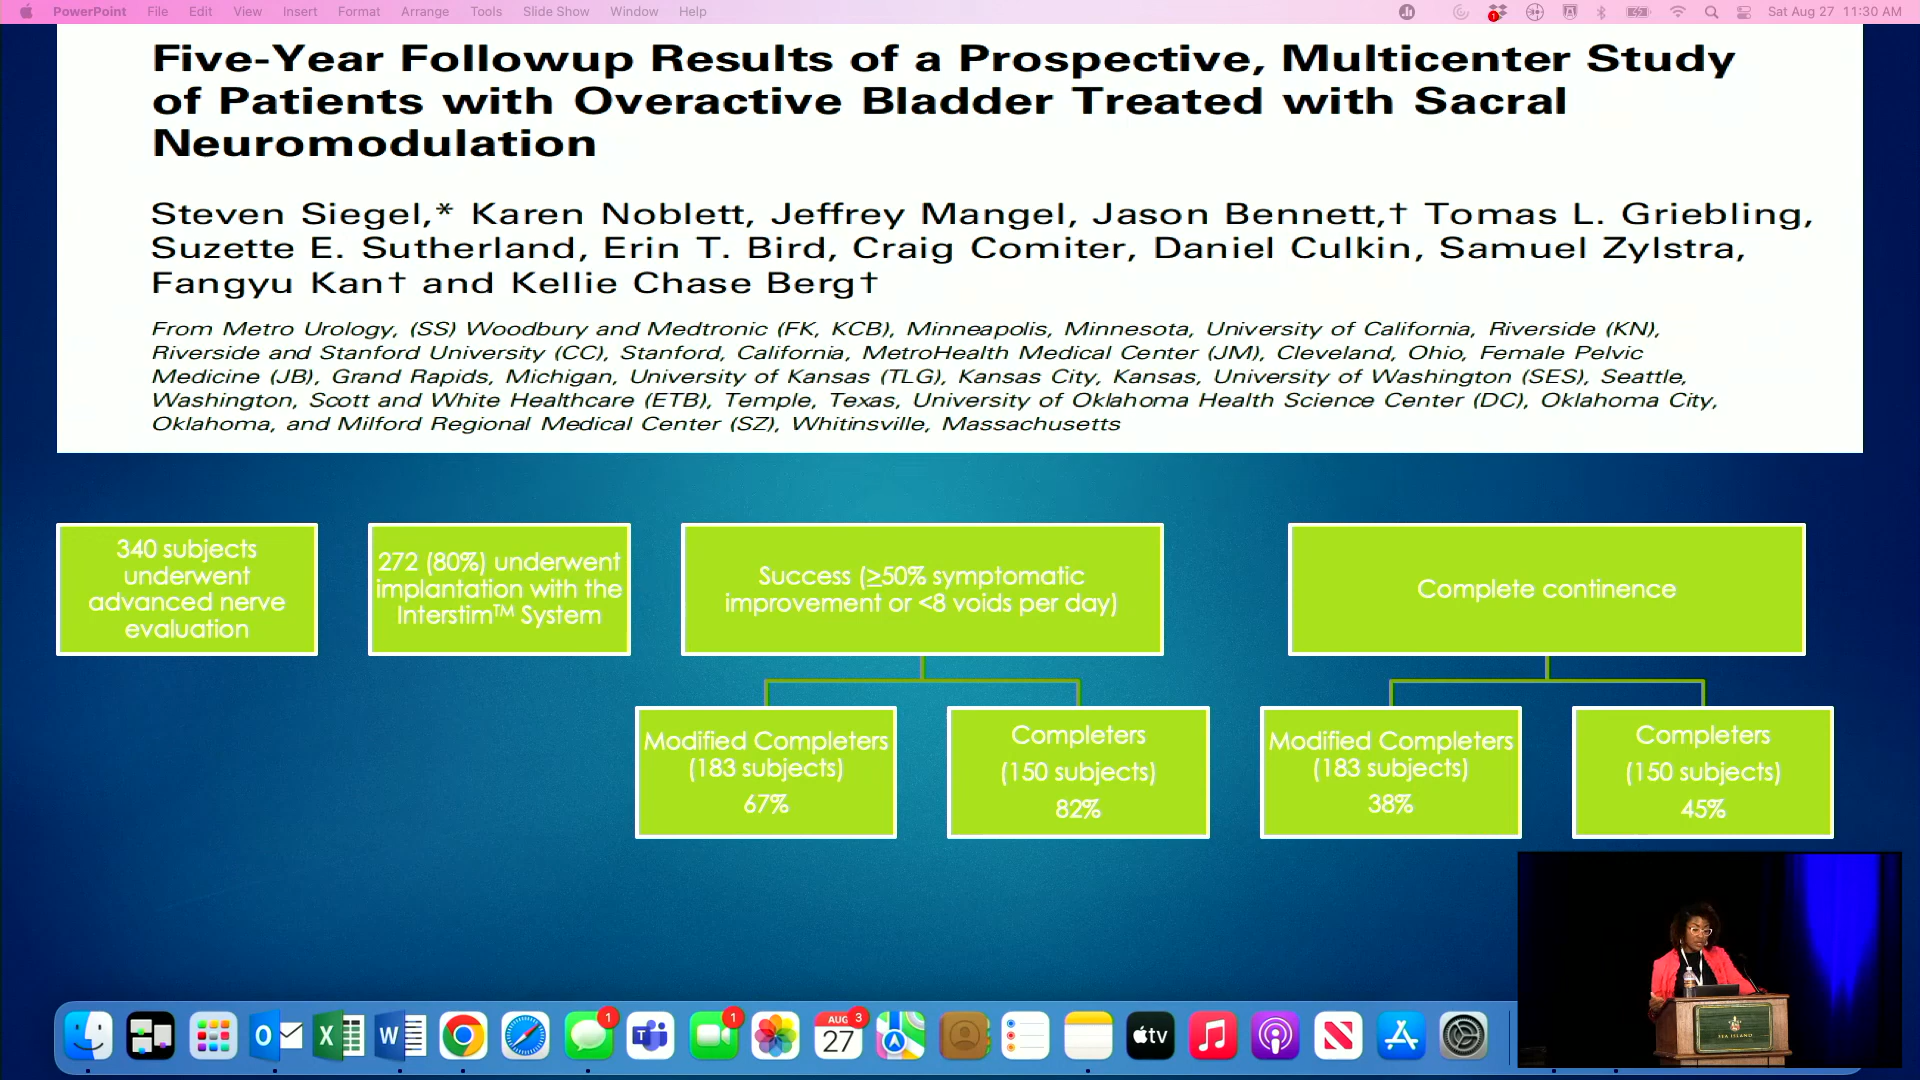 PowerPoint File Edit View Insert Format Arrange Tools Slide Show Window Help
1
Sat Aug 27 11:30 AM
Five-Year Followup Results of a Prospective, Multicenter Study
of Patients with Overactive Bladder Treated with Sacral
Neuromodulation
Steven Siegel,* Karen Noblett, Jeffrey Mangel, Jason Bennett,† Tomas L. Griebling,
Suzette E. Sutherland, Erin T. Bird, Craig Comiter, Daniel Culkin, Samuel Zylstra,
Fangyu Kan† and Kellie Chase Berg†
From Metro Urology, (SS) Woodbury and Medtronic (FK, KCB), Minneapolis, Minnesota, University of California, Riverside (KN),
Riverside and Stanford University (CC), Stanford, California, MetroHealth Medical Center (JM), Cleveland, Ohio, Female Pelvic
Medicine (JB), Grand Rapids, Michigan, University of Kansas (TLG), Kansas City, Kansas, University of Washington (SES), Seattle,
Washington, Scott and White Healthcare (ETB), Temple, Texas, University of Oklahoma Health Science Center (DC), Oklahoma City,
Oklahoma, and Milford Regional Medical Center (SZ), Whitinsville, Massachusetts
340 subjects
underwent
advanced nerve
evaluation
272 (80%) underwent
implantation with the
Interstim™ System
Success (≥50% symptomatic
improvement or <8 voids per day)
Complete continence
Modified Completers
(183 subjects)
67%
Completers
(150 subjects)
82%
Modified Completers
(183 subjects)
38%
Completers
(150 subjects)
45%
1
1
AUG
3
27
tv
SEA ISLAND